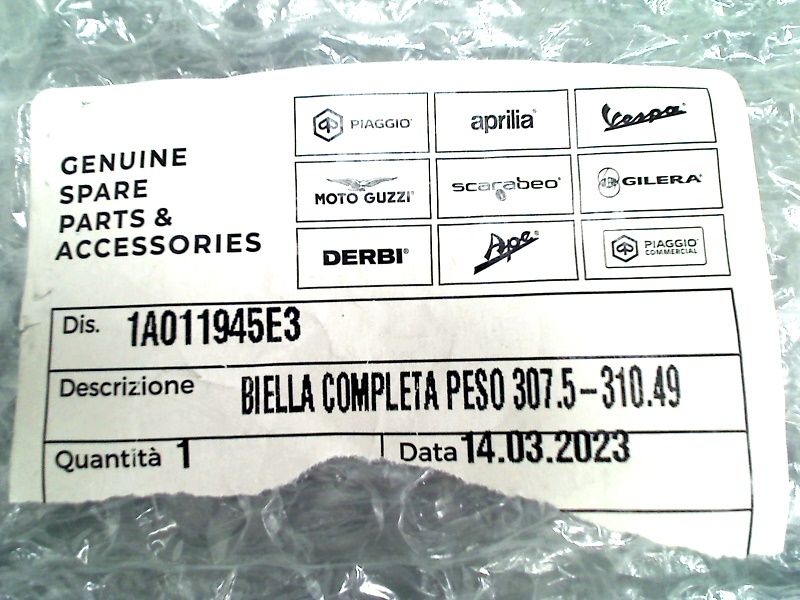 GENUINE
SPARE
PARTS &
ACCESSORIES
PIAGGIO®
aprilia®
Vespa®
MOTO GUZZI®
scarabeo®
GILERA®
DERBI®
Ape®
PIAGGIO
COMMERCIAL
Dis. 1A011945E3
Descrizione BIELLA COMPLETA PESO 307.5-310.49
Quantità 1 Data 14.03.2023